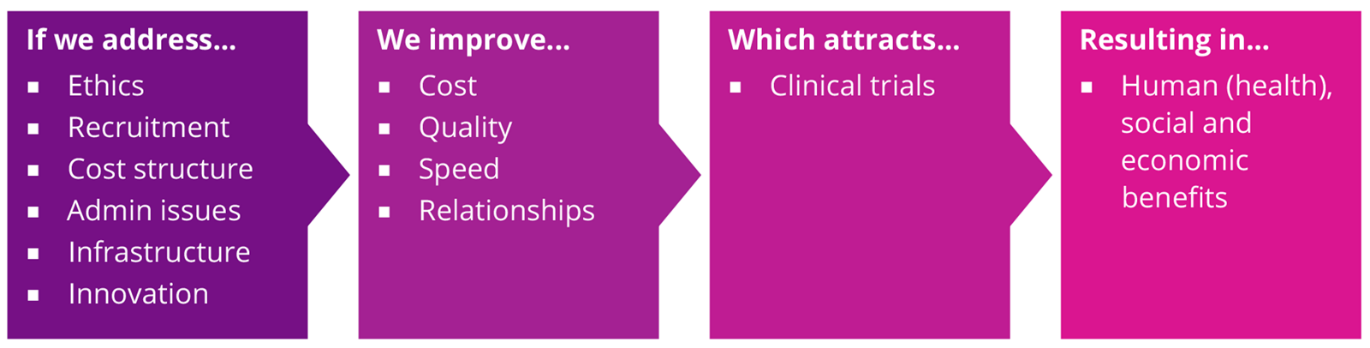 If we address...
Ethics
Recruitment
Cost structure
Admin issues
Infrastructure
Innovation
We improve...
Cost
Quality
Speed
Relationships
Which attracts...
Clinical trials
Resulting in...
Human (health),
social and
economic
benefits